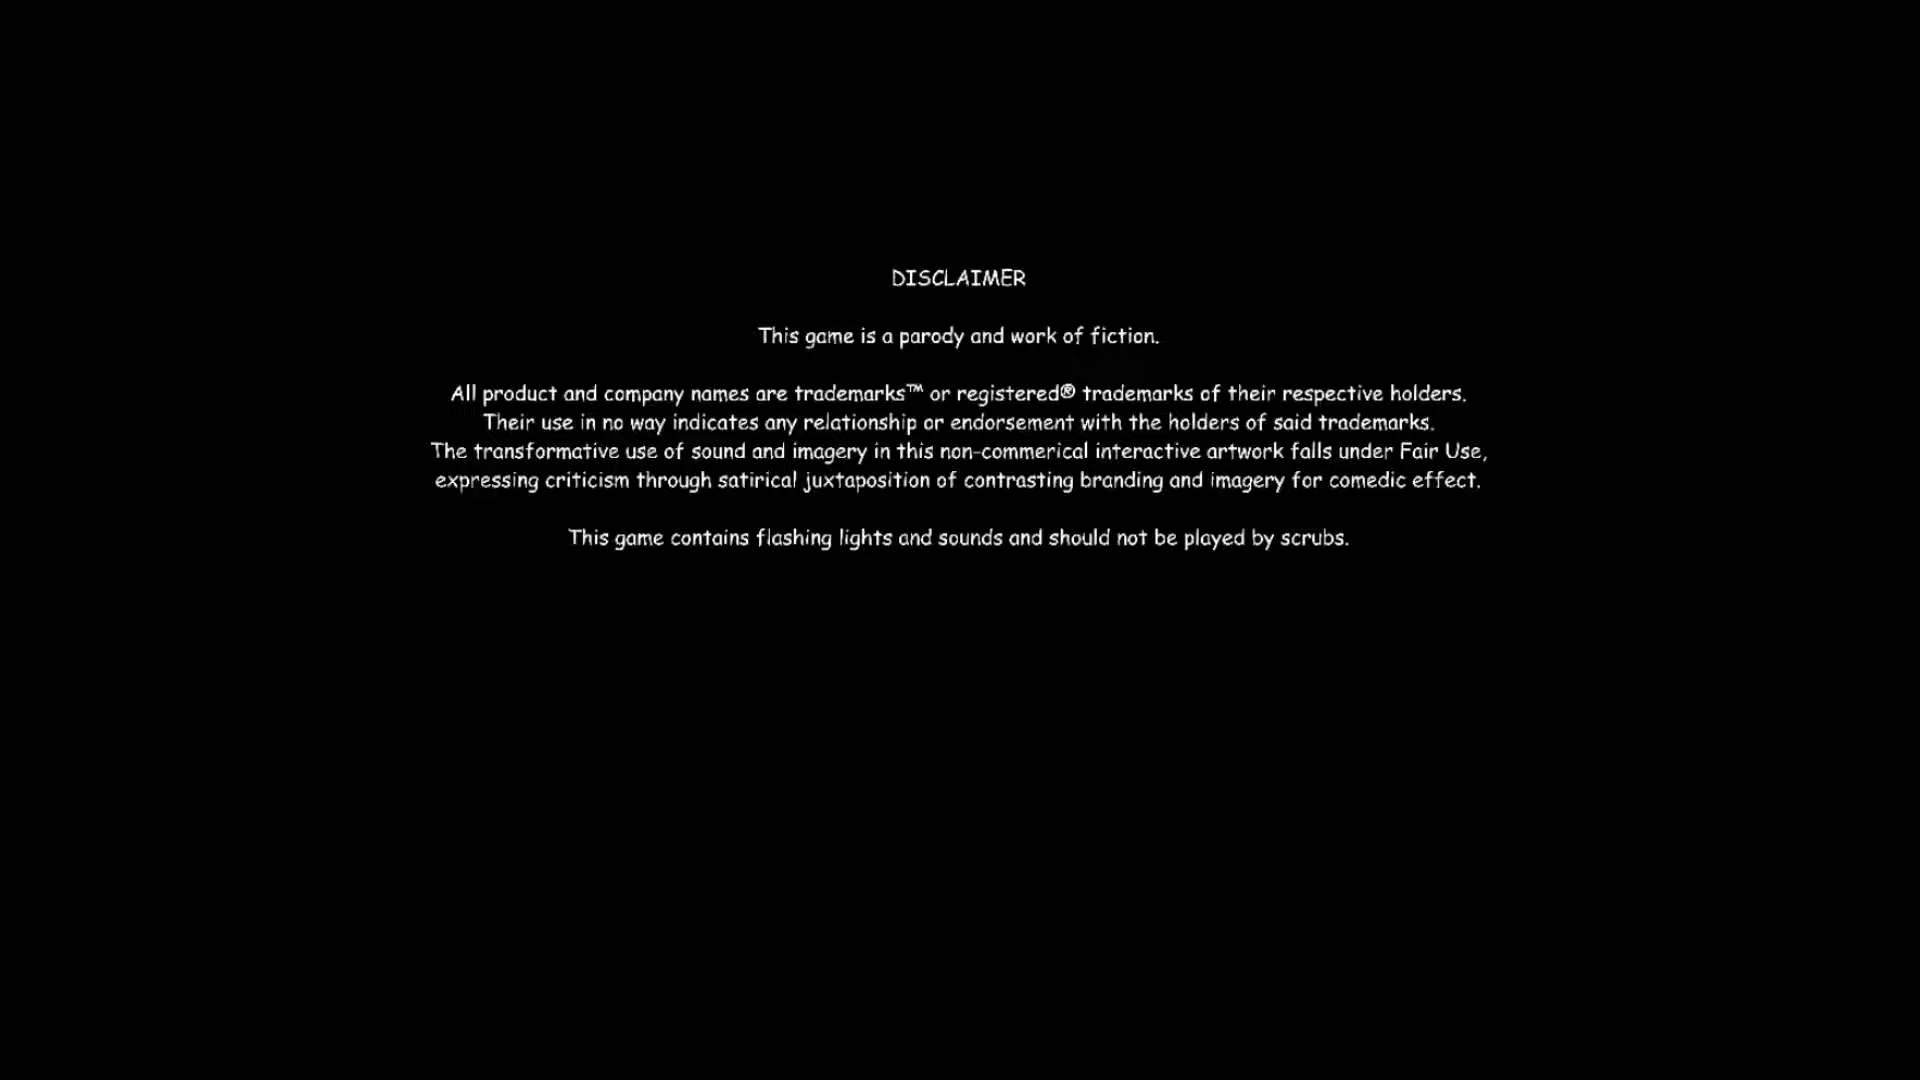 DISCLAIMER
This game is a parody and work of fiction.
All product and company names are trademarks™ or registered® trademarks of their respective holders.
Their use in no way indicates any relationship or endorsement with the holders of said trademarks.
The transformative use of sound and imagery in this non-commerical interactive artwork falls under Fair Use,
expressing criticism through satirical juxtaposition of contrasting branding and imagery for comedic effect.
This game contains flashing lights and sounds and should not be played by scrubs.